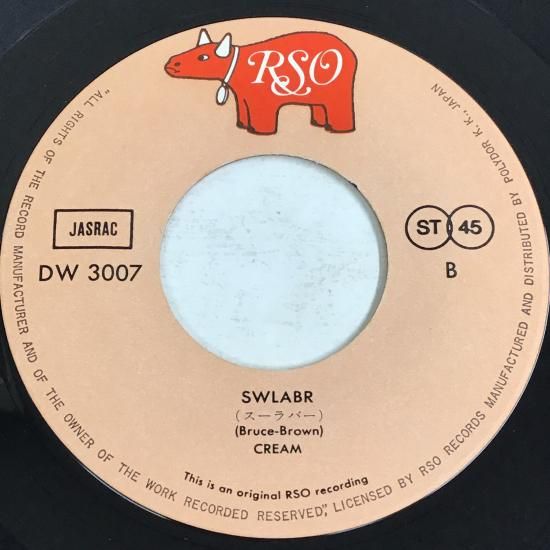 RSO
JASRAC
DW 3007
ST 45
B
SWLABR
(スーラバー)
(Bruce-Brown)
CREAM
This is an original RSO recording
"ALL RIGHTS OF THE RECORD MANUFACTURER AND OF THE OWNER OF THE WORK RECORDED RESERVED", LICENSED BY RSO RECORDS MANUFACTURED AND DISTRIBUTED BY POLYDOR K. K., JAPAN